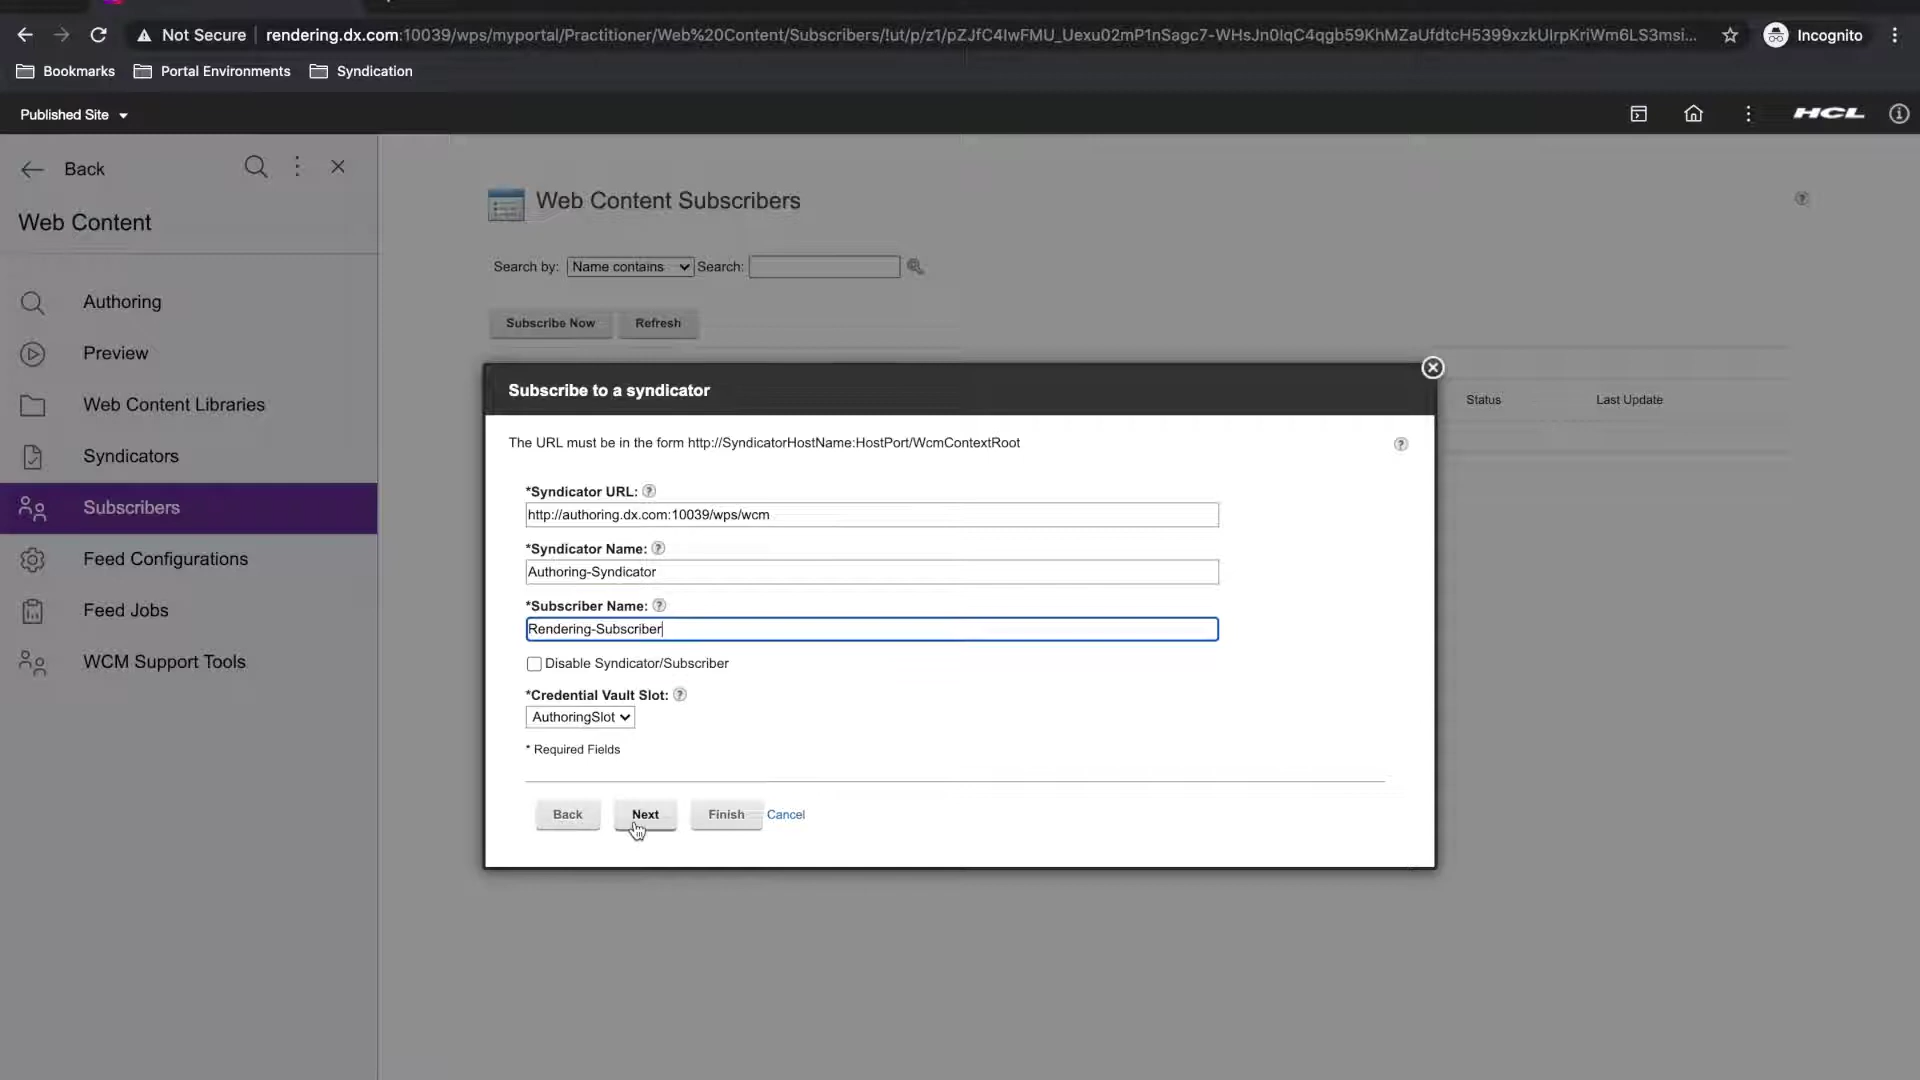 Not Secure rendering.dx.com:10039/wps/myportal/Practitioner/Web%20Content/Subscribers/!ut/p/z1/pZJfC4IwFMU_Uexu02mP1nSagc7-WHsJn0IqC4qgb59KhMZaUfdtcH5399xzkUIrpKriWm6LS3msi... Incognito
Bookmarks Portal Environments Syndication
Published Site HCL
Back
Web Content
Authoring
Preview
Web Content Libraries
Syndicators
Subscribers
Feed Configurations
Feed Jobs
WCM Support Tools
Web Content Subscribers
Search by: Name contains Search:
Subscribe Now Refresh
Status Last Update
Subscribe to a syndicator
The URL must be in the form http://SyndicatorHostName:HostPort/WcmContextRoot
*Syndicator URL:
http://authoring.dx.com:10039/wps/wcm
*Syndicator Name:
Authoring-Syndicator
*Subscriber Name:
Rendering-Subscriber
Disable Syndicator/Subscriber
*Credential Vault Slot:
AuthoringSlot
* Required Fields
Back Next Finish Cancel